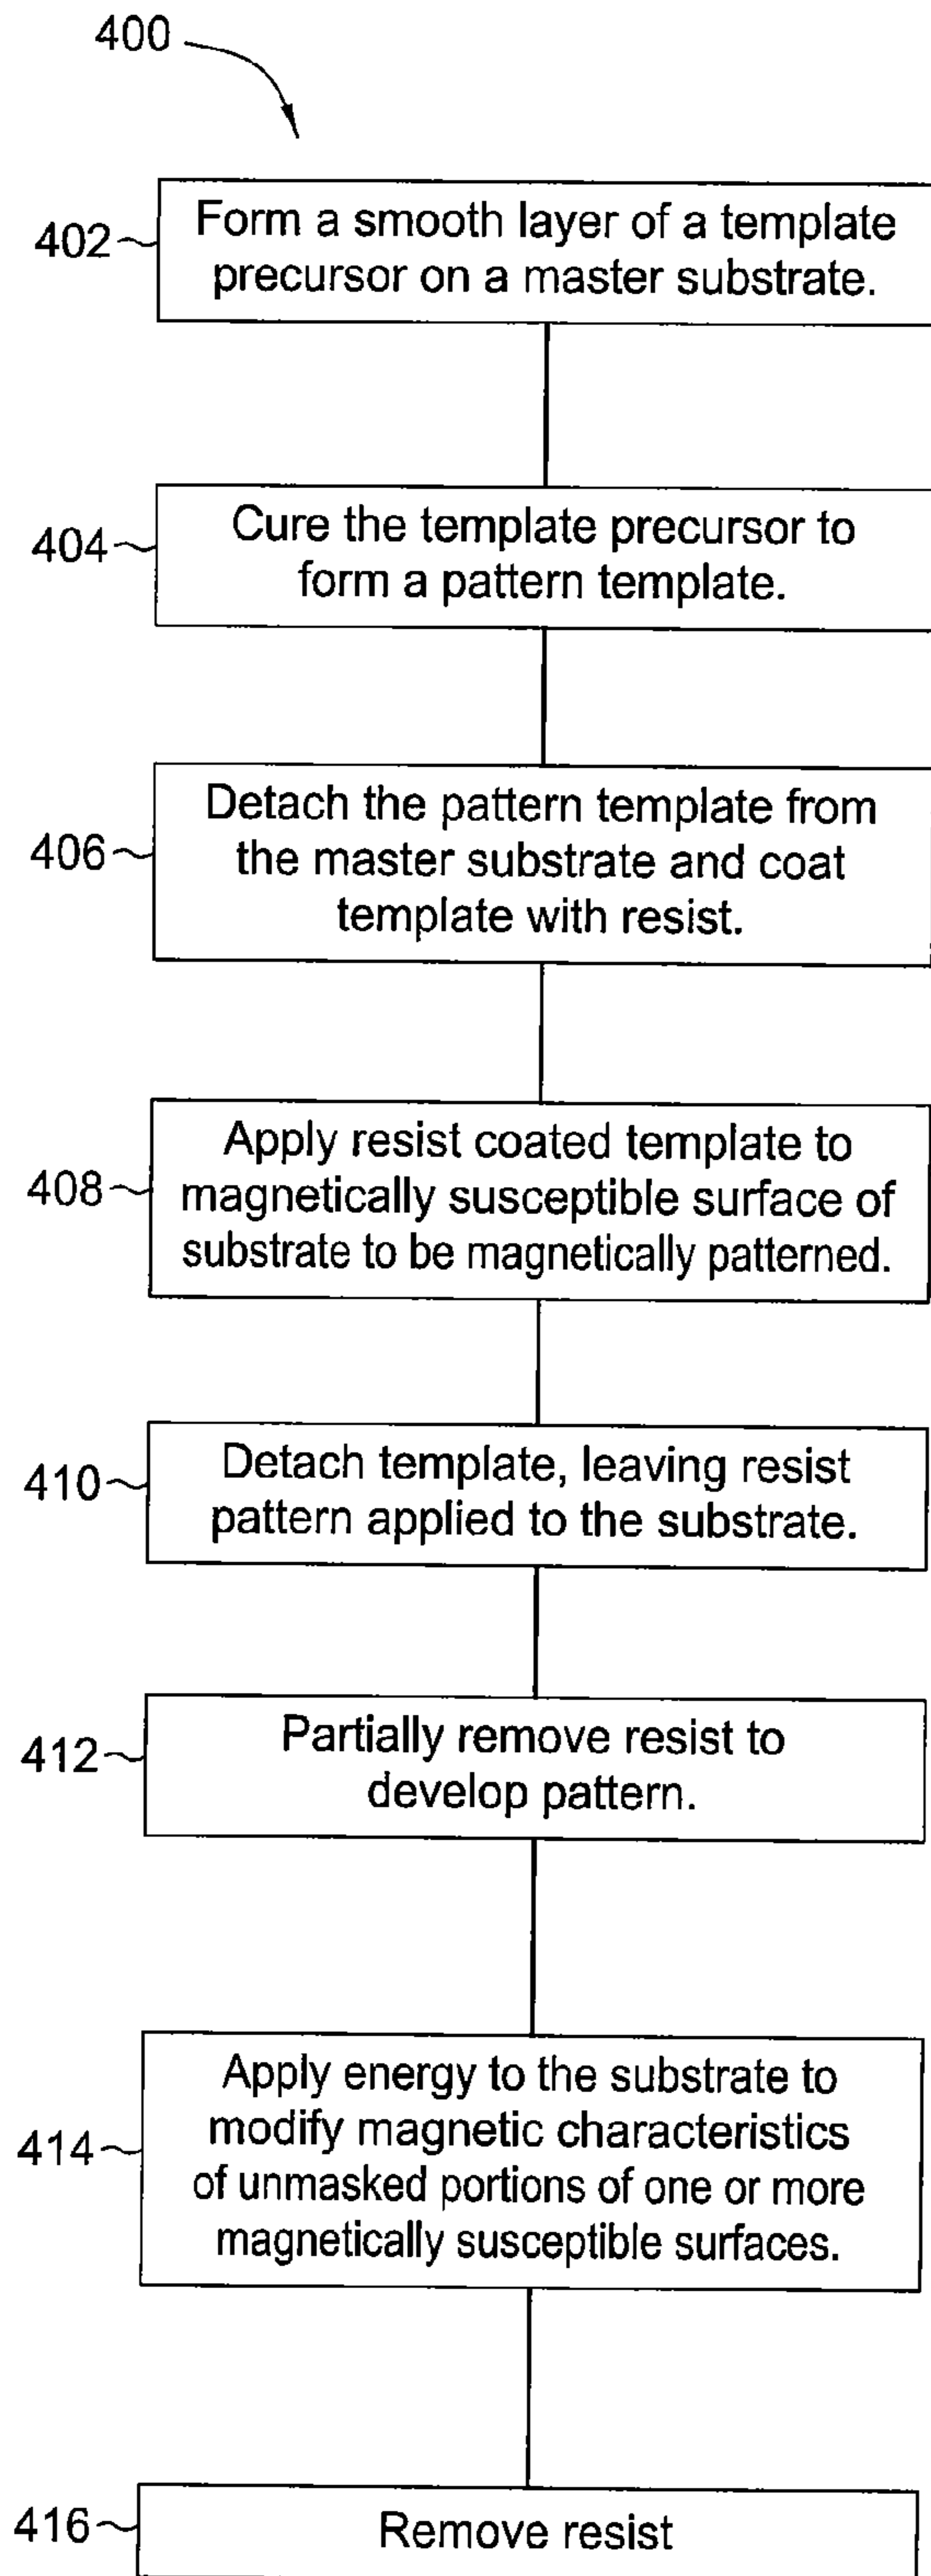 400
402
Form a smooth layer of a template
precursor on a master substrate.
404
Cure the template precursor to
form a pattern template.
406
Detach the pattern template from
the master substrate and coat
template with resist.
408
Apply resist coated template to
magnetically susceptible surface of
substrate to be magnetically patterned.
410
Detach template, leaving resist
pattern applied to the substrate.
412
Partially remove resist to
develop pattern.
414
Apply energy to the substrate to
modify magnetic characteristics
of unmasked portions of one or more
magnetically susceptible surfaces.
416
Remove resist